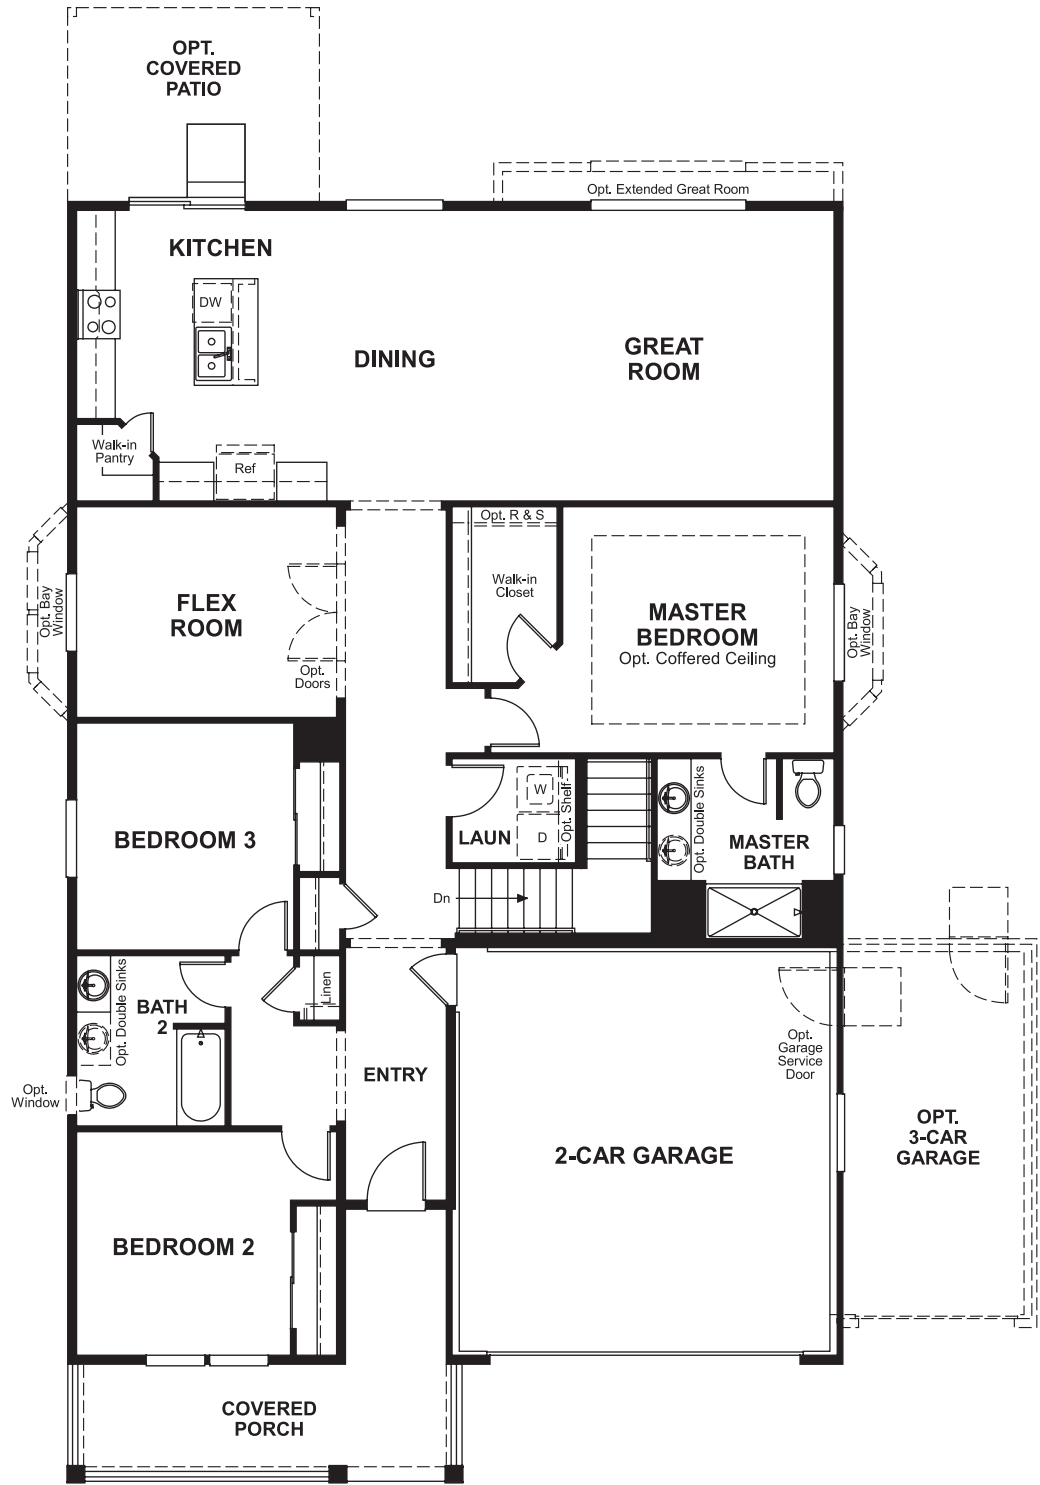 OPT.
COVERED
PATIO
Opt. Extended Great Room
KITCHEN
DW
DINING
GREAT
ROOM
Walk-in
Pantry
Ref
Opt. R & S
Walk-in
Closet
FLEX
ROOM
Opt. Bay
Window
Opt.
Doors
MASTER
BEDROOM
Opt. Coffered Ceiling
Opt. Bay
Window
BEDROOM 3
W
D
Opt. Shelf
LAUN
Opt. Double Sinks
MASTER
BATH
Dn
Linen
BATH
2
Opt. Double Sinks
Opt.
Window
ENTRY
Opt.
Garage
Service
Door
2-CAR GARAGE
OPT.
3-CAR
GARAGE
BEDROOM 2
COVERED
PORCH